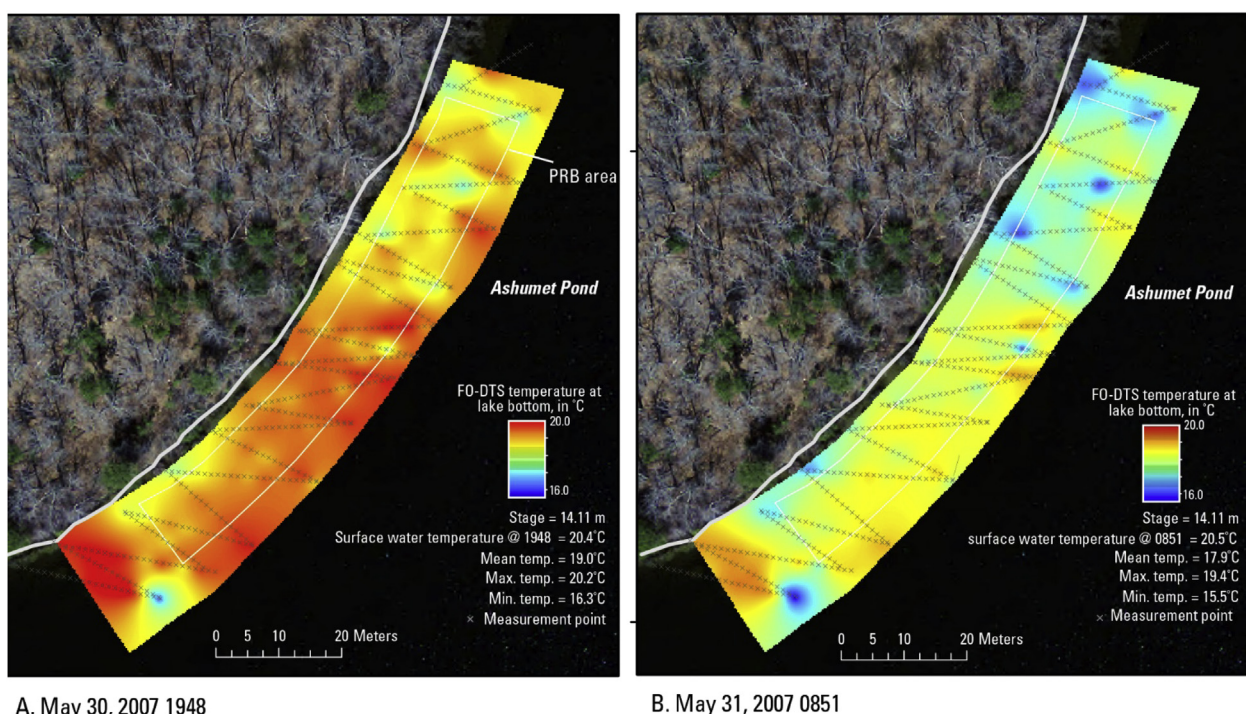 PRB area
Ashumet Pond
FO-DTS temperature at
lake bottom, in °C
20.0
16.0
Stage = 14.11 m
Surface water temperature @ 1948 = 20.4°C
Mean temp. = 19.0°C
Max. temp. = 20.2°C
Min. temp. = 16.3°C
× Measurement point
0 5 10 20 Meters
A. May 30, 2007 1948
Ashumet Pond
FO-DTS temperature at
lake bottom, in °C
20.0
16.0
Stage = 14.11 m
surface water temperature @ 0851 = 20.5°C
Mean temp. = 17.9°C
Max. temp. = 19.4°C
Min. temp. = 15.5°C
× Measurement point
0 5 10 20 Meters
B. May 31, 2007 0851